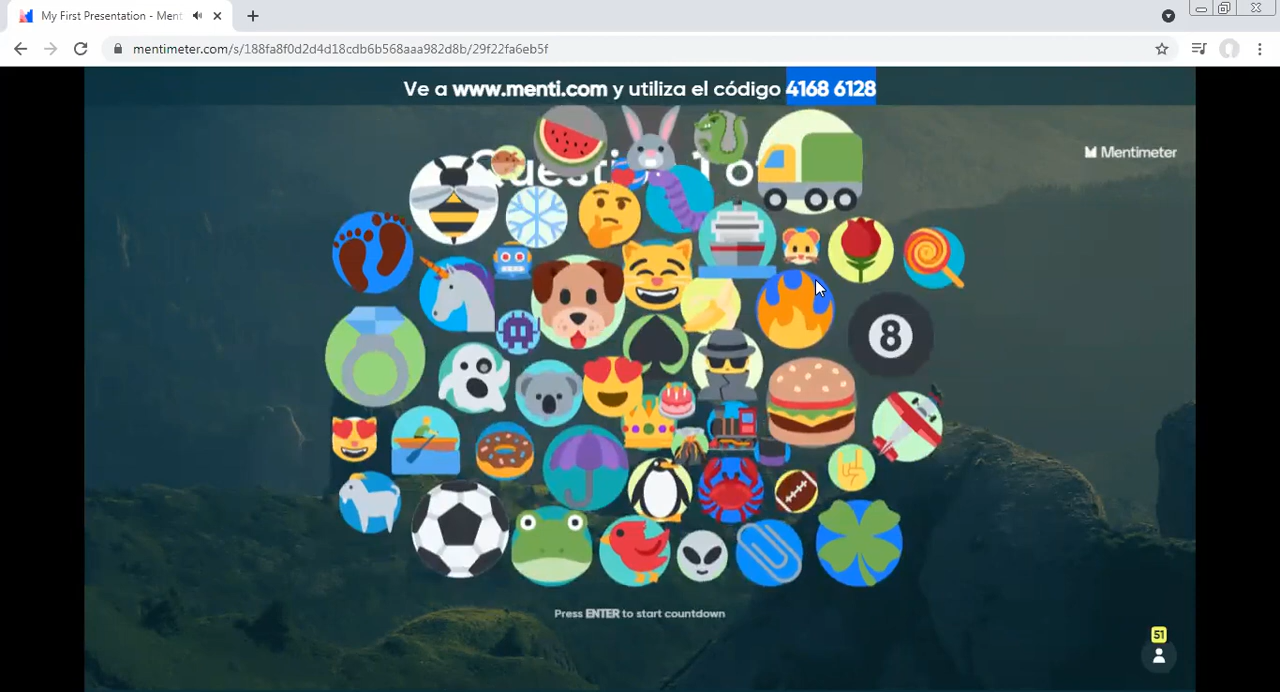 My First Presentation - Ment
mentimeter.com/s/188fa8f0d2d4d18cdb6b568aaa982d8b/29f22fa6eb5f
Ve a www.menti.com y utiliza el código 4168 6128
Mentimeter
8
Press ENTER to start countdown
51